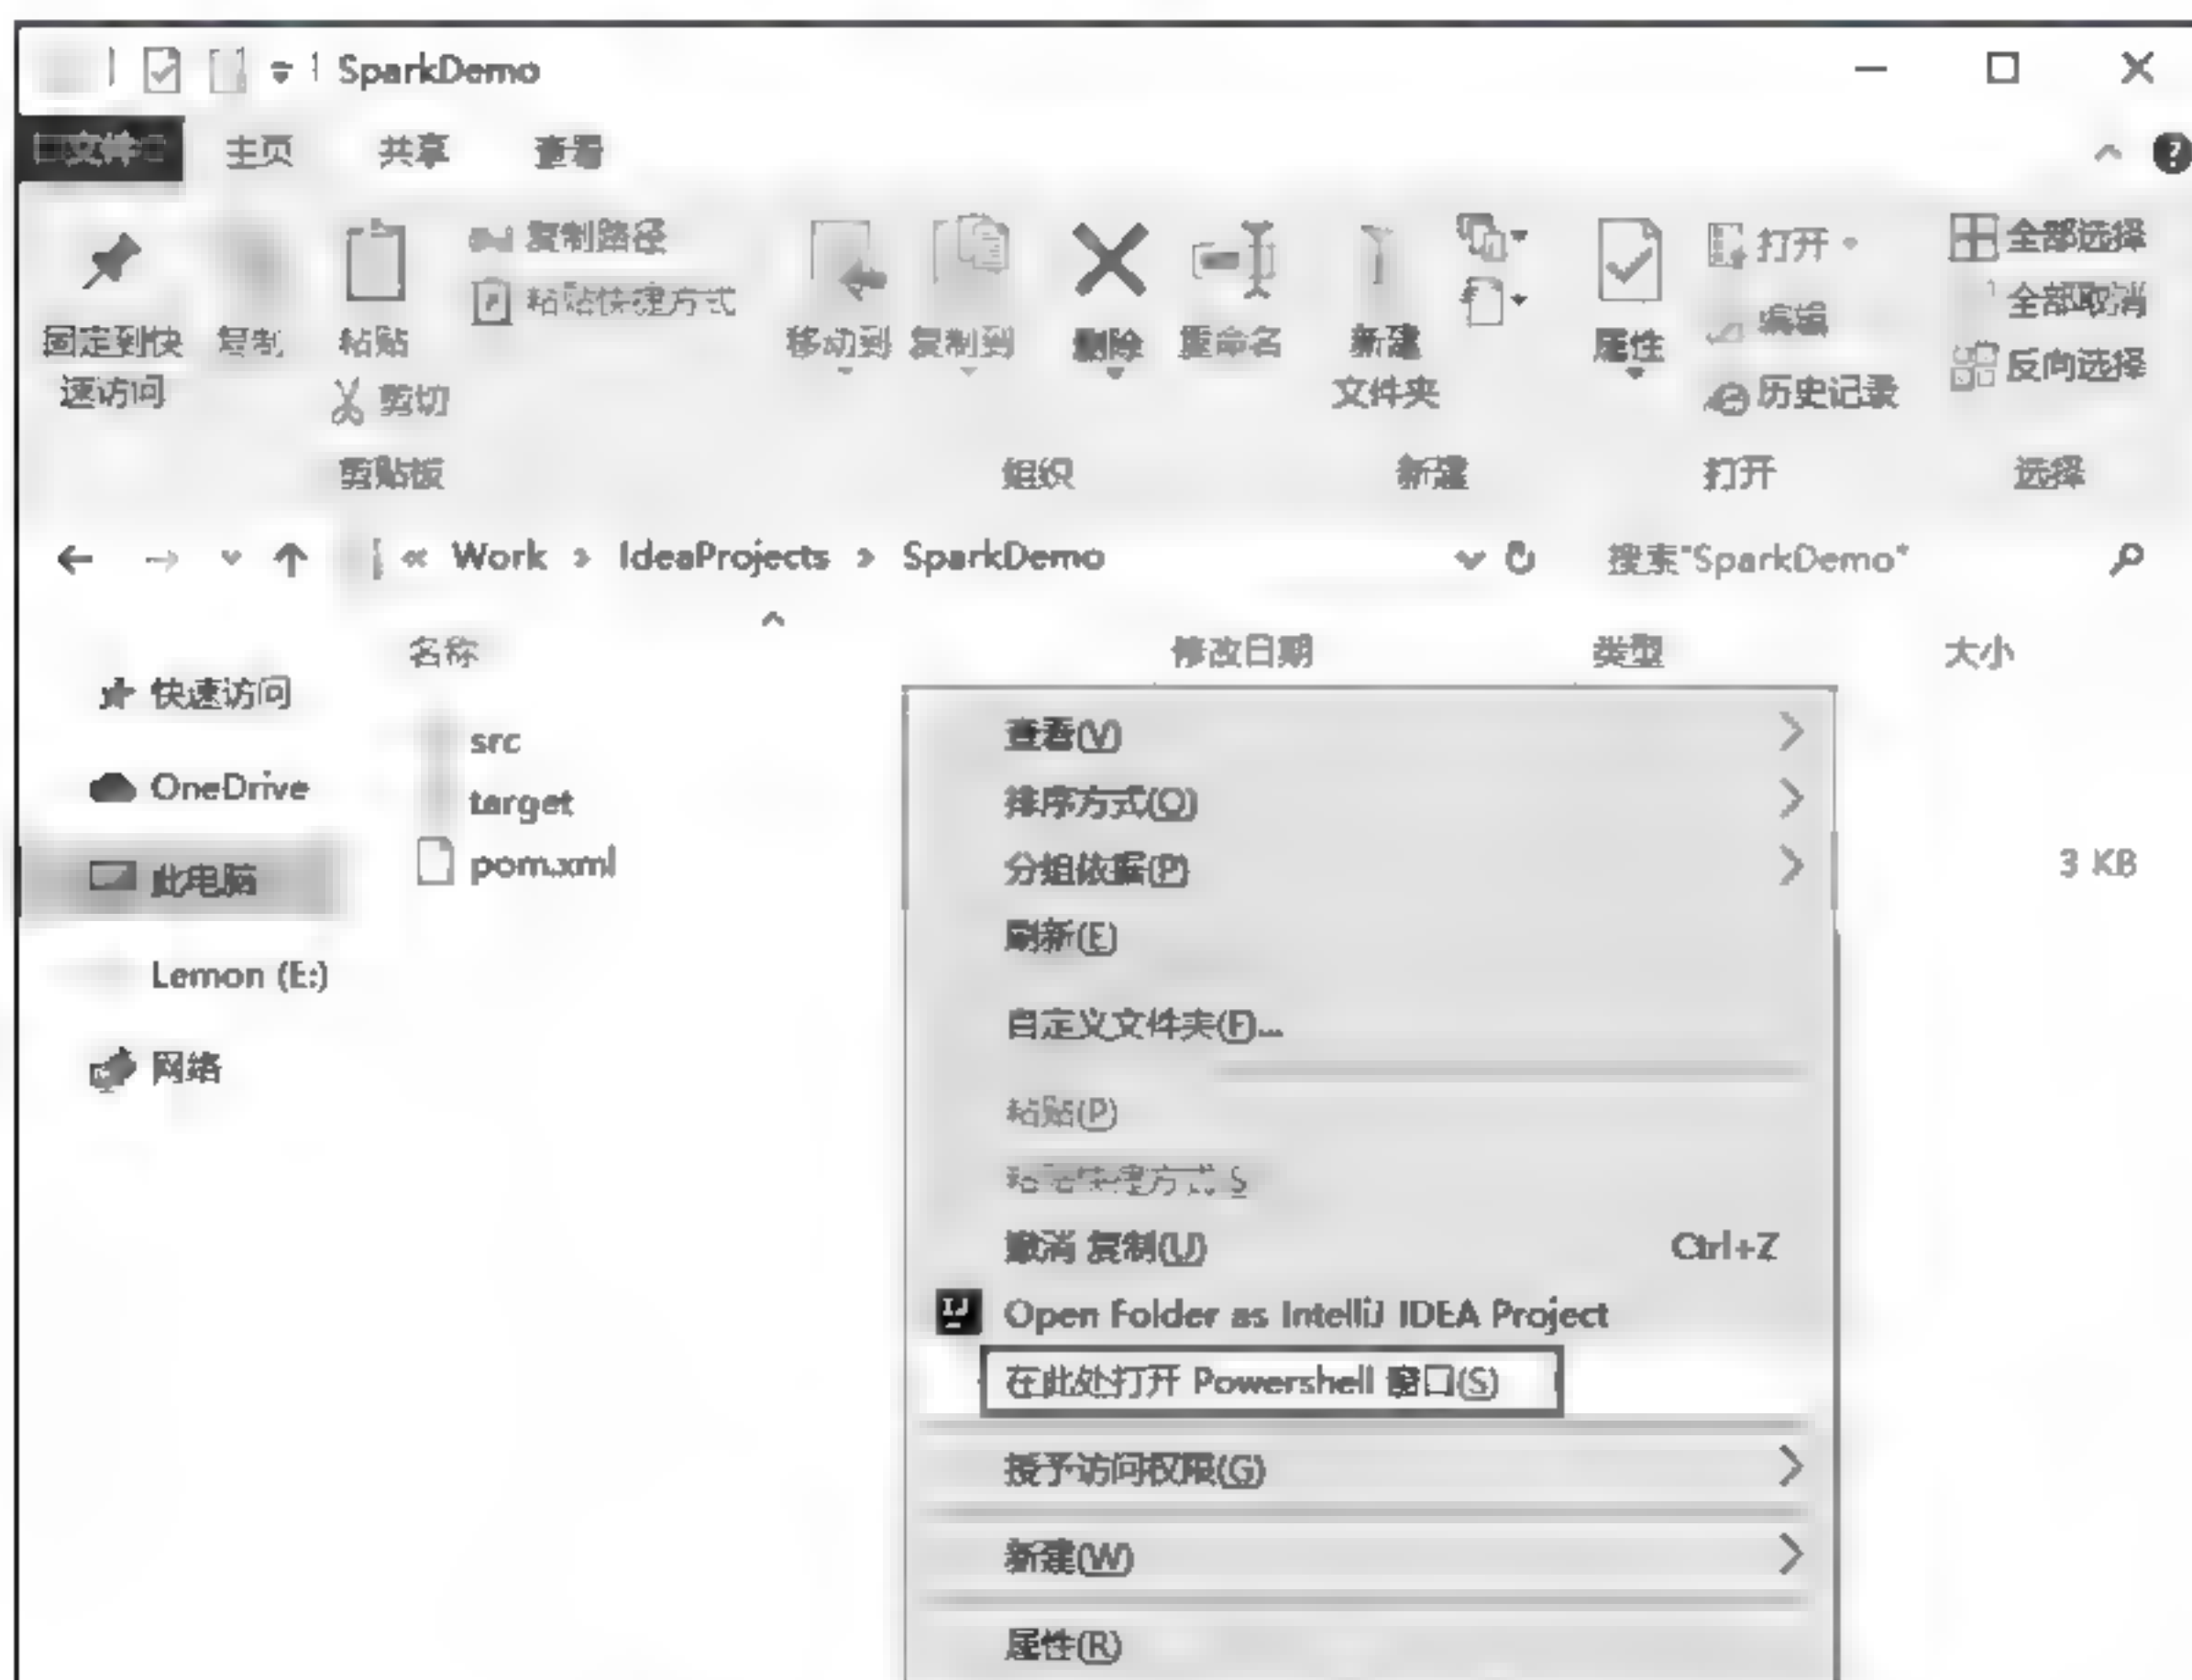 SparkDemo
文件 主页 共享 查看
固定到快速访问
复制
粘贴
剪切
复制路径
粘贴快捷方式
剪贴板
移动到
复制到
删除
重命名
组织
新建
文件夹
新建
属性
打开
编辑
历史记录
打开
全部选择
全部取消
反向选择
选择
« Work › IdeaProjects › SparkDemo
搜索"SparkDemo"
名称 修改日期 类型 大小
快速访问
OneDrive
此电脑
Lemon (E:)
网络
src
target
pom.xml
3 KB
查看(V)
排序方式(O)
分组依据(P)
刷新(E)
自定义文件夹(F)...
粘贴(P)
粘贴快捷方式(S)
撤消 复制(U) Ctrl+Z
Open Folder as IntelliJ IDEA Project
在此处打开 Powershell 窗口(S)
授予访问权限(G)
新建(W)
属性(R)